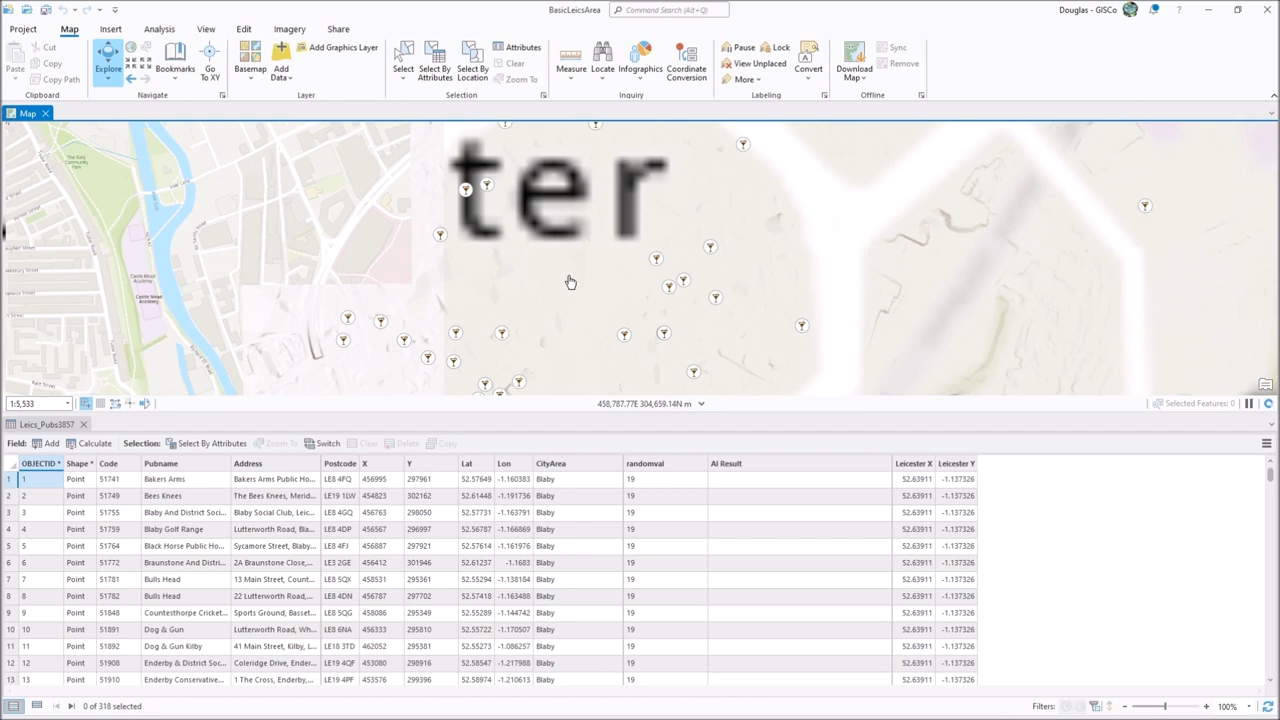 BasicLeicsArea
Command Search (Alt+Q)
Douglas - GISCo
?
Project Map Insert Analysis View Edit Imagery Share
Paste
Cut
Copy
Copy Path
Clipboard
Explore
Bookmarks
Go To XY
Navigate
Basemap
Add Data
Add Graphics Layer
Layer
Select
Select By Attributes
Select By Location
Attributes
Clear
Zoom To
Selection
Measure
Locate
Infographics
Coordinate Conversion
Inquiry
Pause Lock
View Unplaced
More
Convert
Labeling
Download Map
Sync
Remove
Offline
Map
ter
Castle Mead Academy
Castle Mead Academy
1:5,533
458,787.77E 304,659.14N m
Selected Features: 0
Leics_Pubs3857
Field: Add Calculate Selection: Select By Attributes Zoom To Switch Clear Delete Copy
OBJECTID * Shape * Code Pubname Address Postcode X Y Lat Lon CityArea randomval AI Result Leicester X Leicester Y
1 1 Point 51741 Bakers Arms Bakers Arms Public Ho... LE8 4FQ 456995 297961 52.57649 -1.160383 Blaby 19 52.63911 -1.137326
2 2 Point 51749 Bees Knees The Bees Knees, Merid... LE19 1LW 454823 302162 52.61448 -1.191736 Blaby 19 52.63911 -1.137326
3 3 Point 51755 Blaby And District Soci... Blaby Social Club, Leic... LE8 4GQ 456763 298050 52.57731 -1.163791 Blaby 19 52.63911 -1.137326
4 4 Point 51759 Blaby Golf Range Lutterworth Road, Bla... LE8 4DP 456567 296997 52.56787 -1.166869 Blaby 19 52.63911 -1.137326
5 5 Point 51764 Black Horse Public Ho... Sycamore Street, Blaby... LE8 4FJ 456887 297921 52.57614 -1.161976 Blaby 19 52.63911 -1.137326
6 6 Point 51772 Braunstone And Distri... 2A Braunstone Close,... LE3 2GE 456412 301946 52.61237 -1.1683 Blaby 19 52.63911 -1.137326
7 7 Point 51781 Bulls Head 13 Main Street, Count... LE8 5QX 458531 295361 52.55294 -1.138184 Blaby 19 52.63911 -1.137326
8 8 Point 51782 Bulls Head 22 Lutterworth Road,... LE8 4DN 456787 297702 52.57418 -1.163488 Blaby 19 52.63911 -1.137326
9 9 Point 51848 Countesthorpe Cricket... Sports Ground, Basset... LE8 5QG 458086 295349 52.55289 -1.144742 Blaby 19 52.63911 -1.137326
10 10 Point 51891 Dog & Gun Lutterworth Road, Wh... LE8 6NA 456333 295810 52.55722 -1.170507 Blaby 19 52.63911 -1.137326
11 11 Point 51892 Dog & Gun Kilby 41 Main Street, Kilby, L... LE18 3TD 462052 295381 52.55273 -1.086257 Blaby 19 52.63911 -1.137326
12 12 Point 51908 Enderby & District Soc... Coleridge Drive, Ender... LE19 4QF 453080 298916 52.58547 -1.217988 Blaby 19 52.63911 -1.137326
13 13 Point 51910 Enderby Conservative... 1 The Cross, Enderby,... LE19 4PF 453576 299396 52.58974 -1.210613 Blaby 19 52.63911 -1.137326
0 of 318 selected
Filters:
100%